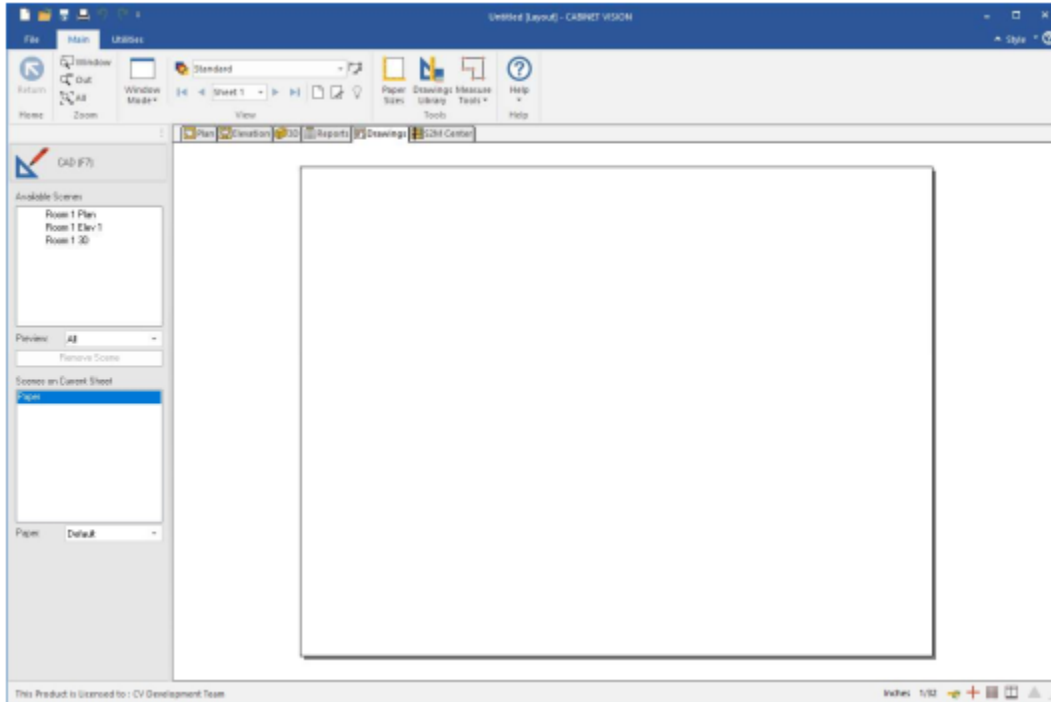 Untitled [Layout] - CABINET VISION
File Main Utilities
Style
Return
Window
Out
All
Window Mode
Standard
Sheet 1
Paper Sizes
Drawings Library
Measure Tools
Help
Home Zoom View Tools Help
Plan Elevation 3D Reports Drawings S2M Center
CAD (F7)
Available Scenes
Room 1 Plan
Room 1 Elev 1
Room 1 3D
Preview: All
Remove Scene
Scenes on Current Sheet
Paper
Paper: Default
This Product is Licensed to : CV Development Team
Inches 1/32